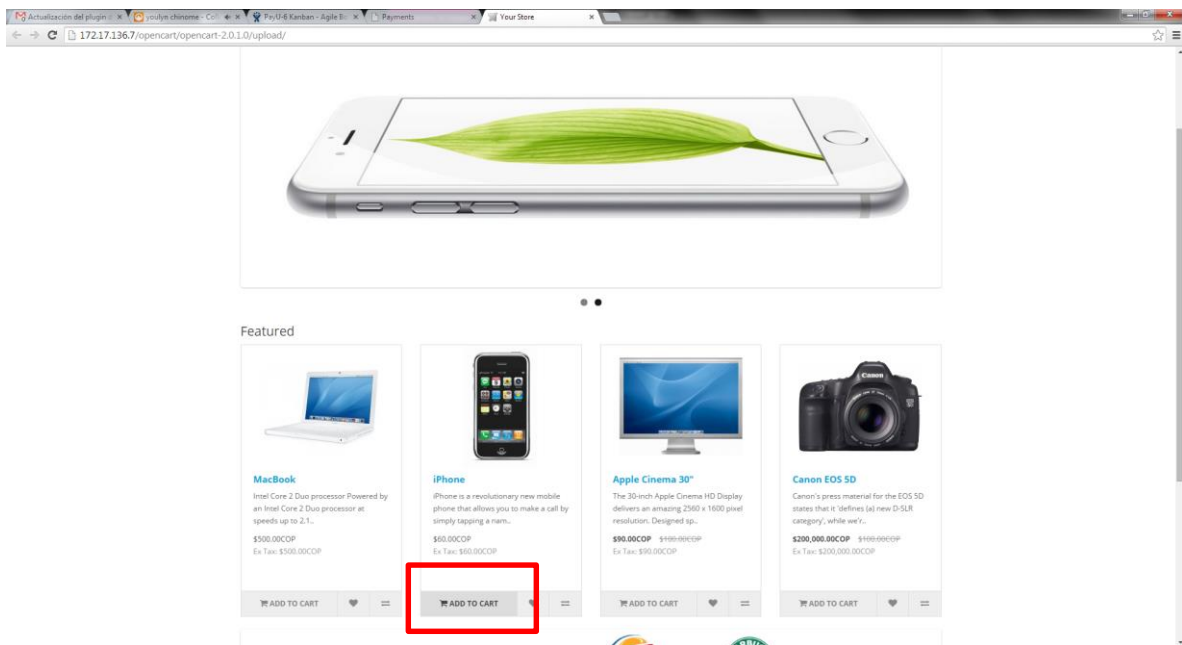 Actualización del plugin d
youlyn chinome - Col
PayU-6 Kanban - Agile Bo
Payments
Your Store
172.17.136.7/opencart/opencart-2.0.1.0/upload/
Featured
MacBook
Intel Core 2 Duo processor Powered by
an Intel Core 2 Duo processor at
speeds up to 2.1..
$500.00COP
Ex Tax: $500.00COP
ADD TO CART
iPhone
iPhone is a revolutionary new mobile
phone that allows you to make a call by
simply tapping a nam..
$60.00COP
Ex Tax: $60.00COP
ADD TO CART
Apple Cinema 30"
The 30-inch Apple Cinema HD Display
delivers an amazing 2560 x 1600 pixel
resolution. Designed sp..
$90.00COP $100.00COP
Ex Tax: $90.00COP
ADD TO CART
Canon EOS 5D
Canon's press material for the EOS 5D
states that it 'defines (a) new D-SLR
category', while we'r..
$200,000.00COP $100.00COP
Ex Tax: $200,000.00COP
ADD TO CART
Canon